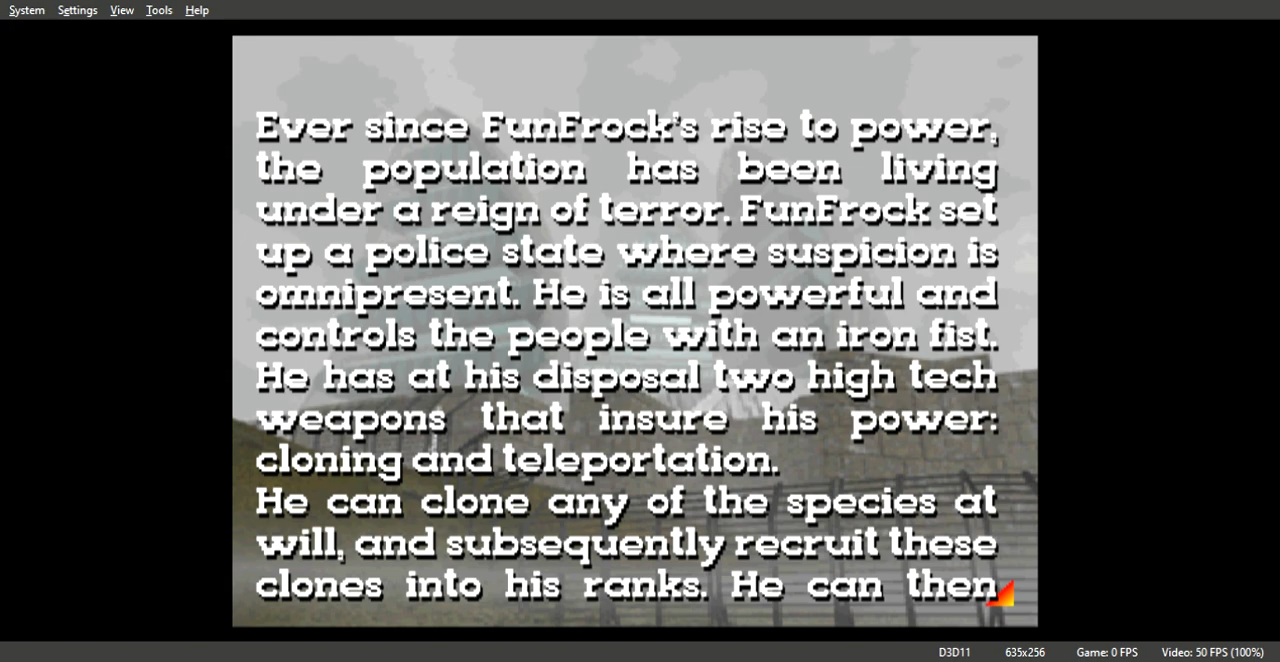 System Settings View Tools Help
Ever since FunFrock's rise to power,
the population has been living
under a reign of terror. FunFrock set
up a police state where suspicion is
omnipresent. He is all powerful and
controls the people with an iron fist.
He has at his disposal two high tech
weapons that insure his power:
cloning and teleportation.
He can clone any of the species at
will, and subsequently recruit these
clones into his ranks. He can then
D3D11 635x256 Game: 0 FPS Video: 50 FPS (100%)